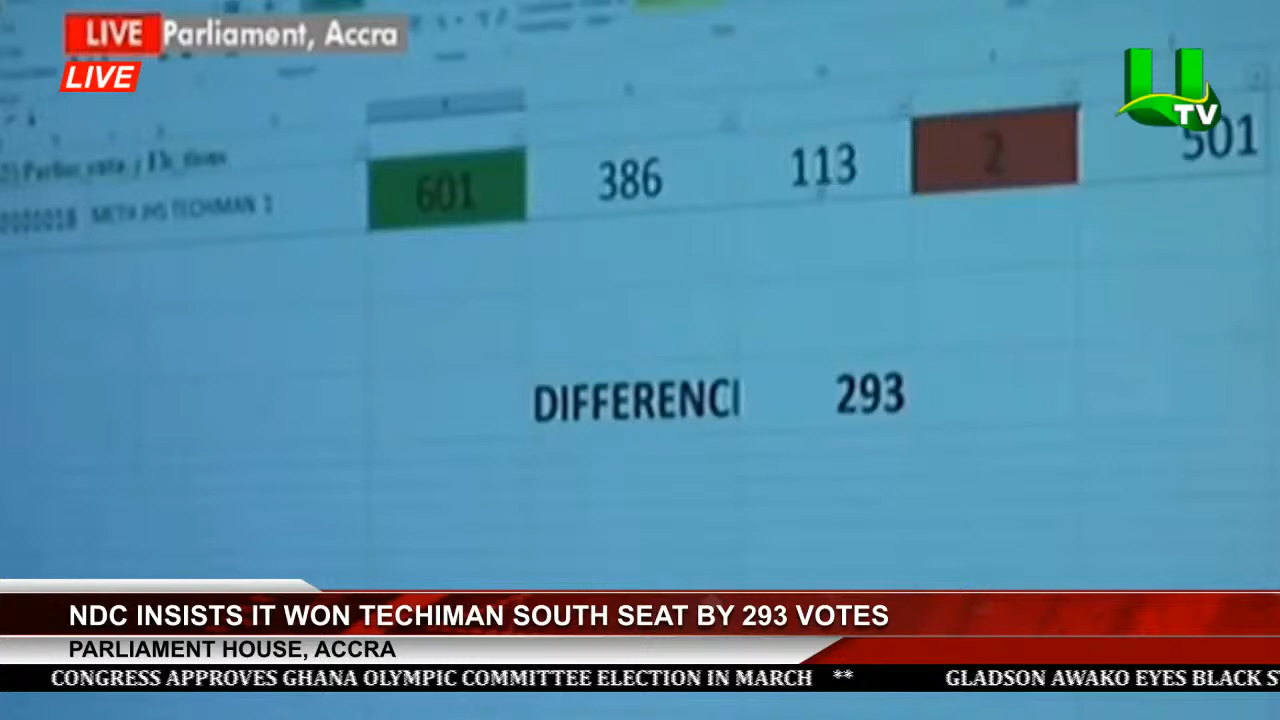 LIVE Parliament, Accra
LIVE
U
TV
601 386 113 2 501
TECHMAN
DIFFERENCI 293
NDC INSISTS IT WON TECHIMAN SOUTH SEAT BY 293 VOTES
PARLIAMENT HOUSE, ACCRA
CONGRESS APPROVES GHANA OLYMPIC COMMITTEE ELECTION IN MARCH ** GLADSON AWAKO EYES BLACK S